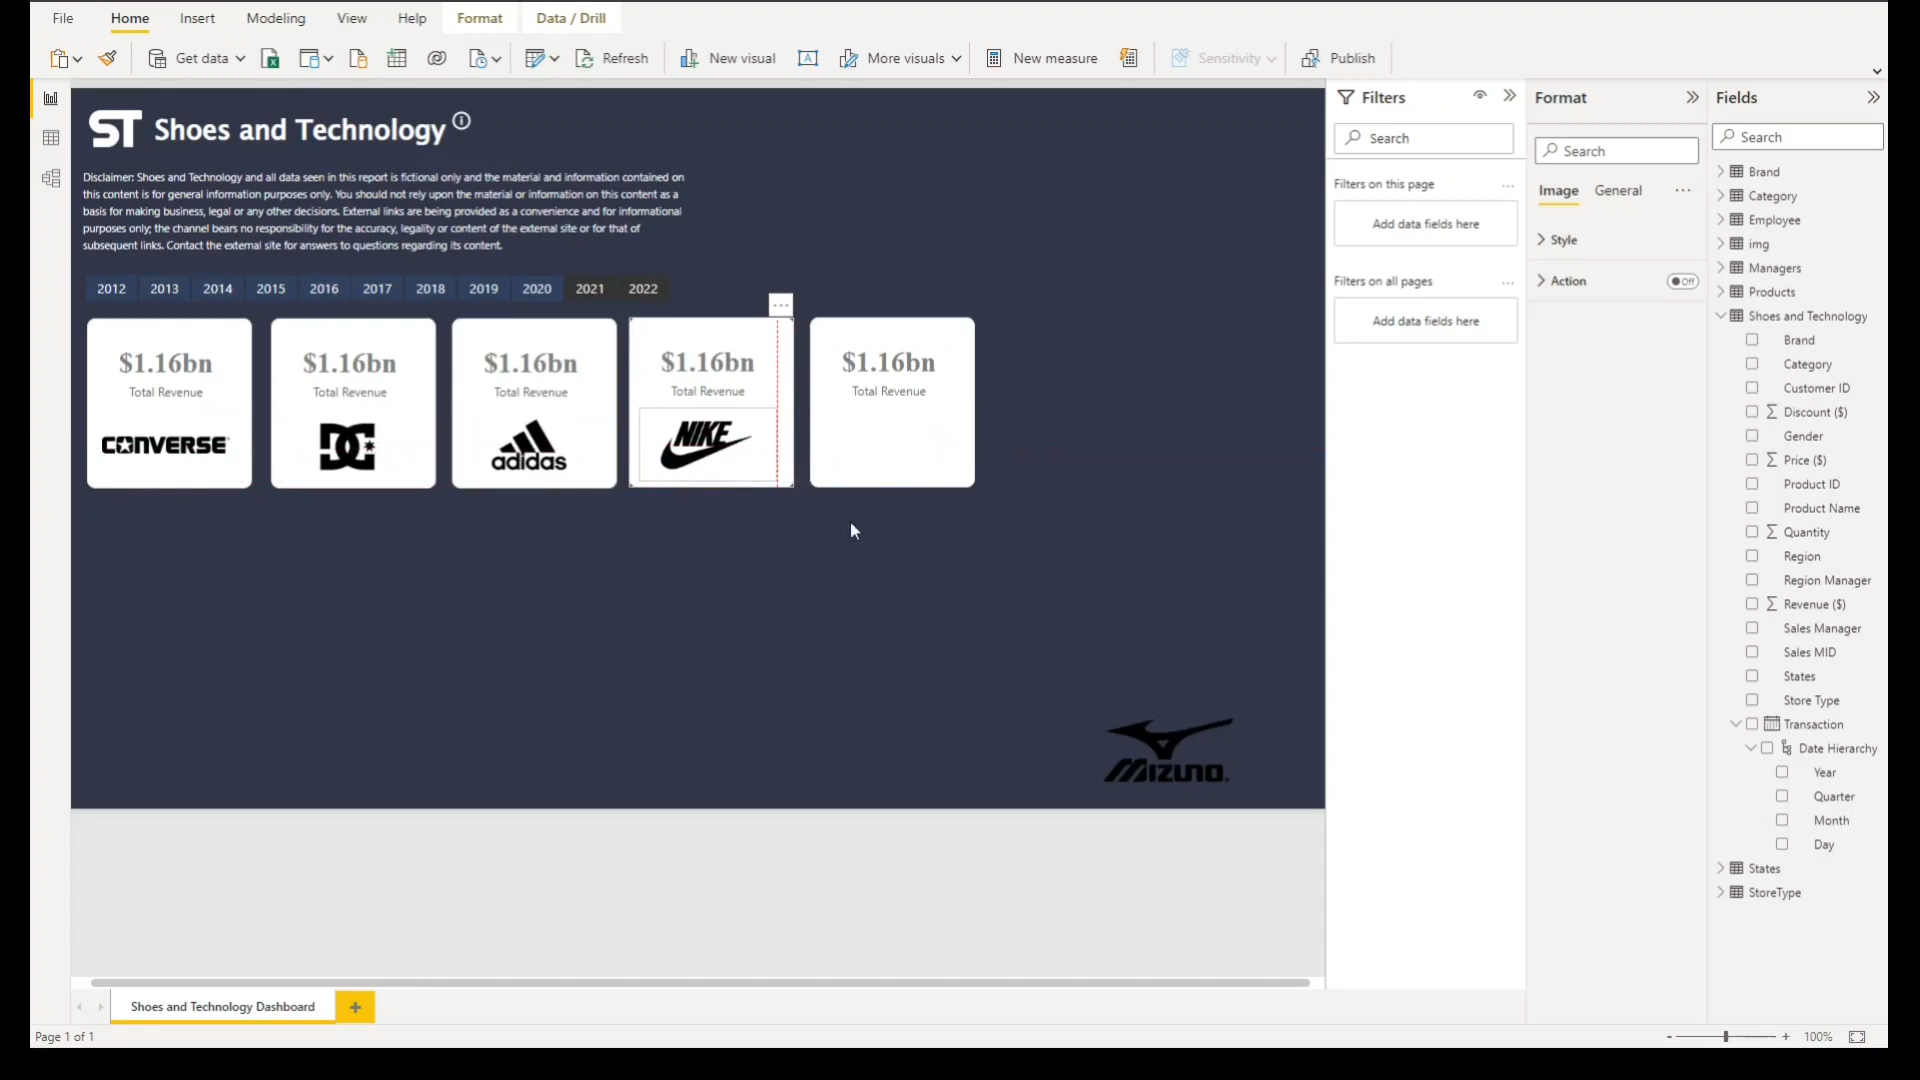 File Home Insert Modeling View Help Format Data / Drill
Get data Refresh New visual More visuals New measure Sensitivity Publish
ST Shoes and Technology
Disclaimer: Shoes and Technology and all data seen in this report is fictional only and the material and information contained on
this content is for general information purposes only. You should not rely upon the material or information on this content as a
basis for making business, legal or any other decisions. External links are being provided as a convenience and for informational
purposes only; the channel bears no responsibility for the accuracy, legality or content of the external site or for that of
subsequent links. Contact the external site for answers to questions regarding its content.
2012 2013 2014 2015 2016 2017 2018 2019 2020 2021 2022
$1.16bn $1.16bn $1.16bn $1.16bn $1.16bn
Total Revenue Total Revenue Total Revenue Total Revenue Total Revenue
CONVERSE DC adidas NIKE
MIZUNO
Filters
Search
Filters on this page
Add data fields here
Filters on all pages
Add data fields here
Format
Search
Image General
Style
Action Off
Fields
Search
Brand
Category
Employee
img
Managers
Products
Shoes and Technology
Brand
Category
Customer ID
Discount ($)
Gender
Price ($)
Product ID
Product Name
Quantity
Region
Region Manager
Revenue ($)
Sales Manager
Sales MID
States
Store Type
Transaction
Date Hierarchy
Year
Quarter
Month
Day
States
StoreType
Shoes and Technology Dashboard +
Page 1 of 1 - + 100%